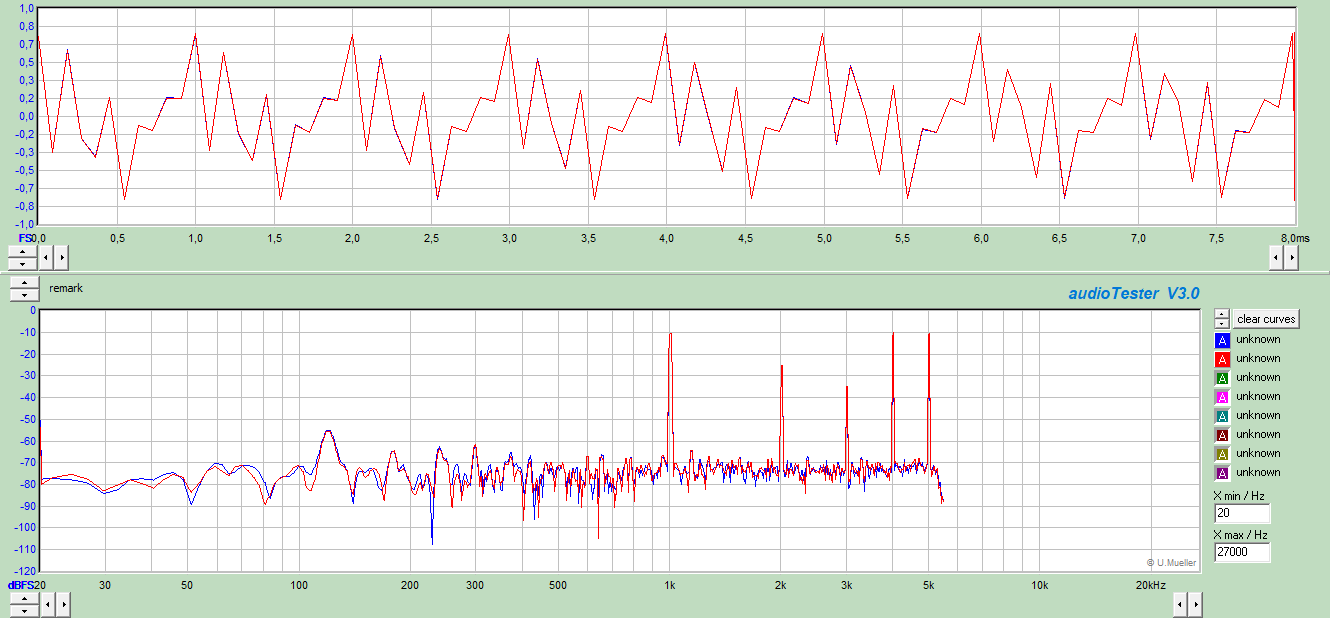 1,0
0,8
0,7
0,5
0,3
0,2
0,0
-0,2
-0,3
-0,5
-0,7
-0,8
-1,0
FS 0,0 0,5 1,0 1,5 2,0 2,5 3,0 3,5 4,0 4,5 5,0 5,5 6,0 6,5 7,0 7,5 8,0ms
remark
audioTester V3.0
0
-10
-20
-30
-40
-50
-60
-70
-80
-90
-100
-110
-120
© U.Mueller
dBFS 20 30 50 100 200 300 500 1k 2k 3k 5k 10k 20kHz
clear curves
A unknown
A unknown
A unknown
A unknown
A unknown
A unknown
A unknown
A unknown
X min / Hz
20
X max / Hz
27000